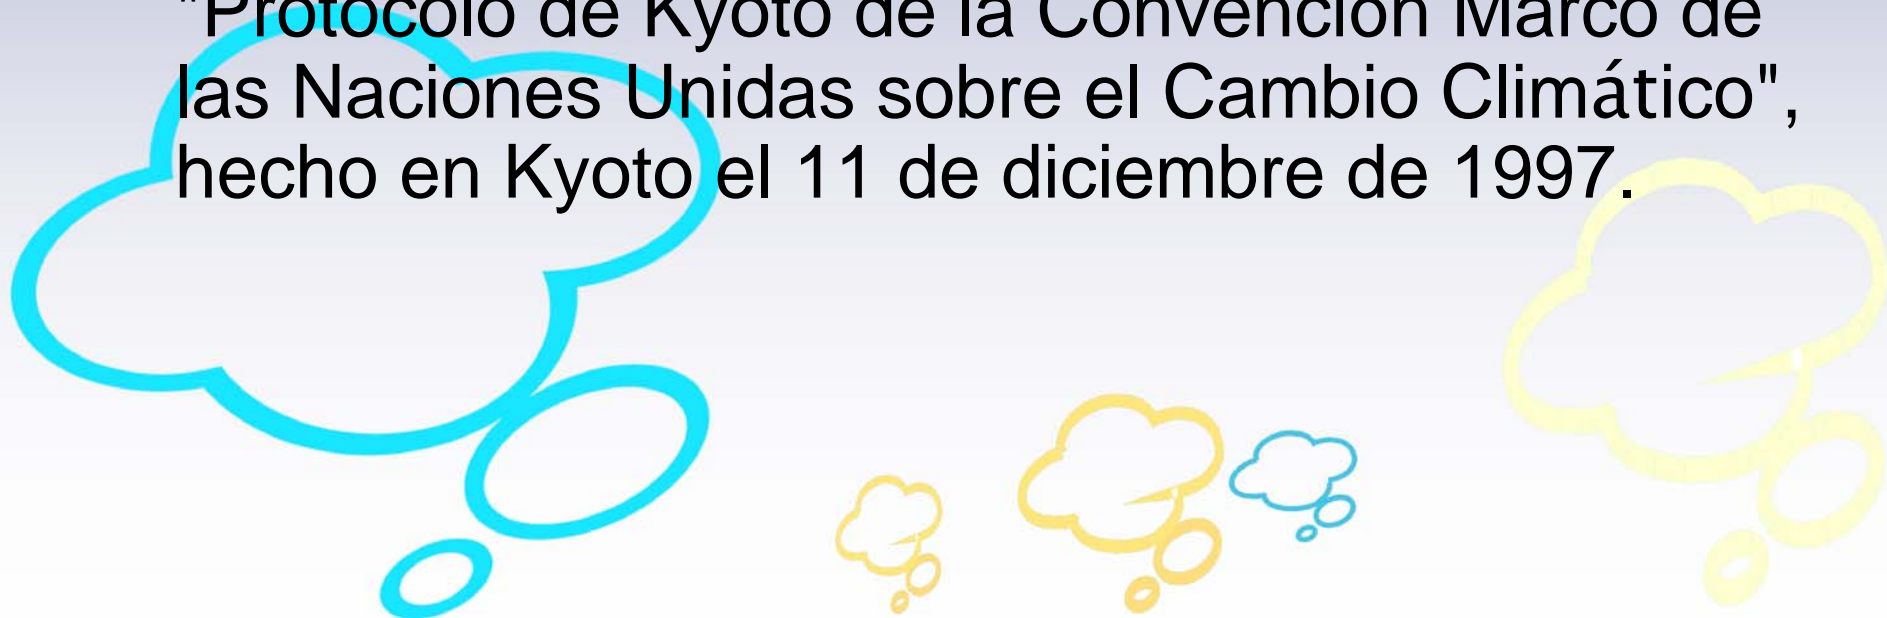 "Protocolo de Kyoto de la Convención Marco de
las Naciones Unidas sobre el Cambio Climático",
hecho en Kyoto el 11 de diciembre de 1997.